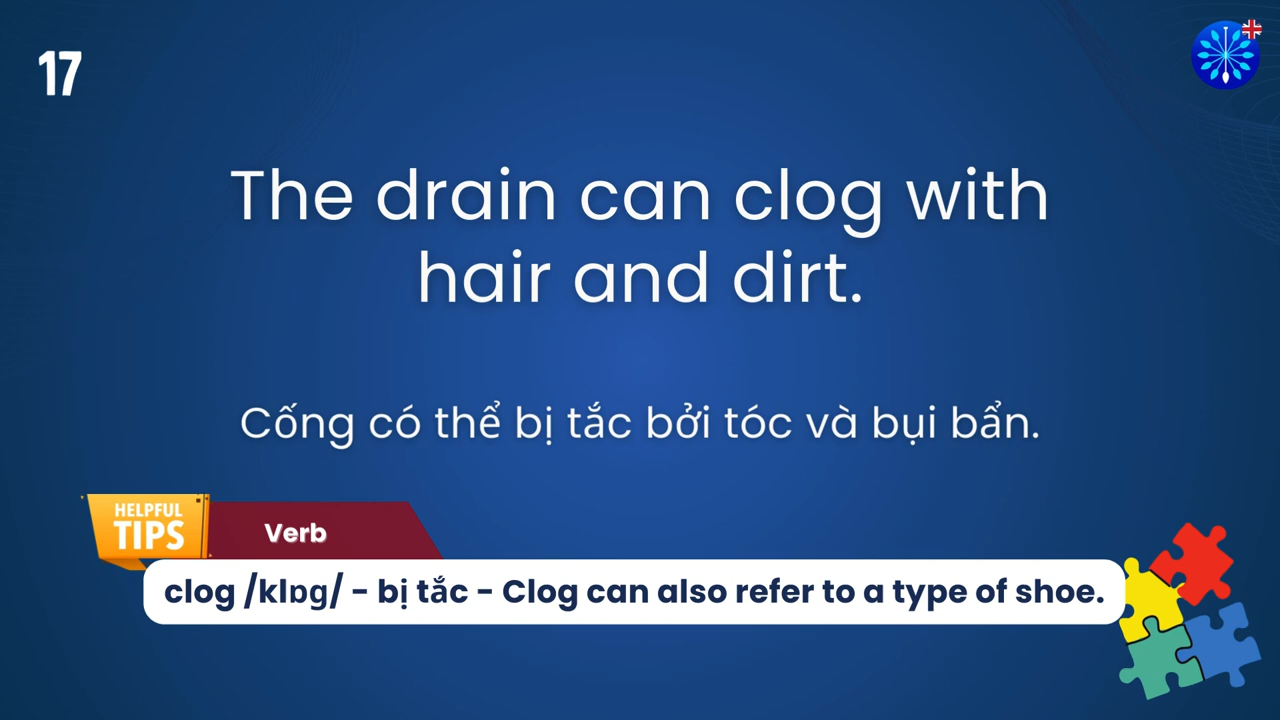 17
The drain can clog with
hair and dirt.
Cống có thể bị tắc bởi tóc và bụi bẩn.
HELPFUL
TIPS
Verb
clog /klɒg/ - bị tắc - Clog can also refer to a type of shoe.